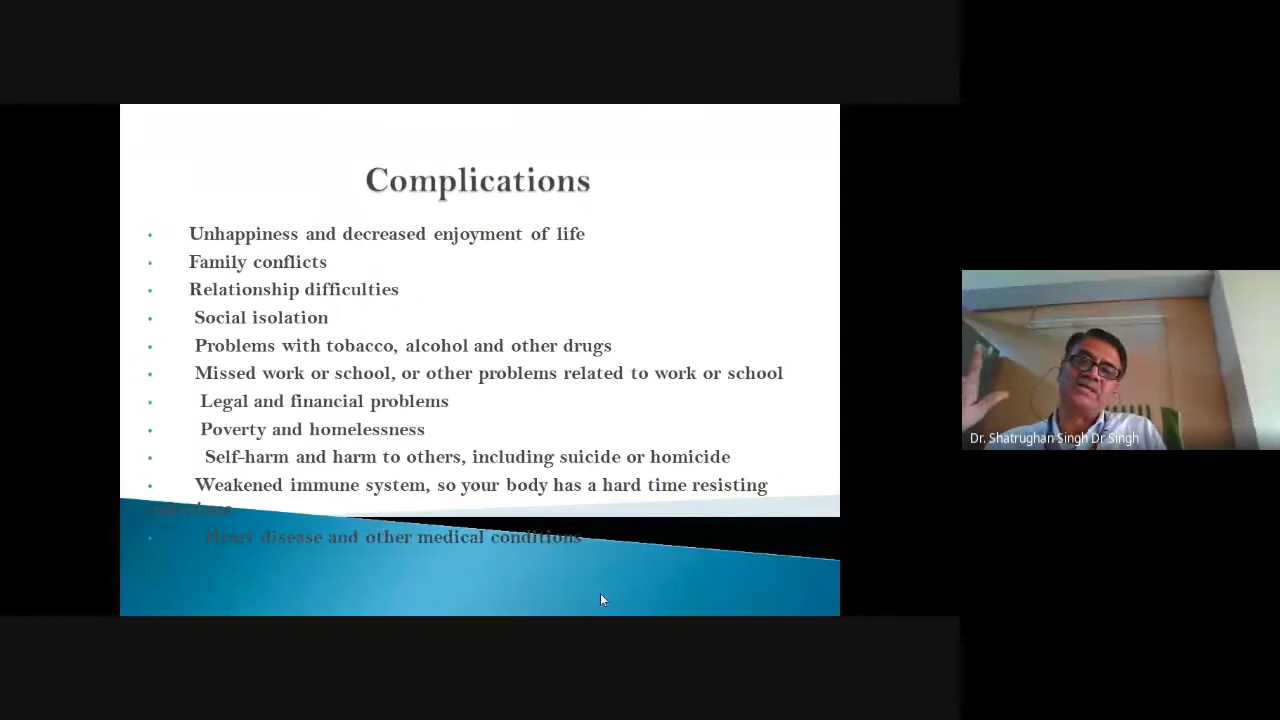 Complications
• Unhappiness and decreased enjoyment of life
• Family conflicts
• Relationship difficulties
• Social isolation
• Problems with tobacco, alcohol and other drugs
• Missed work or school, or other problems related to work or school
• Legal and financial problems
• Poverty and homelessness
• Self-harm and harm to others, including suicide or homicide
• Weakened immune system, so your body has a hard time resisting
• disease and other medical conditions
Dr. Shatrughan Singh Dr Singh